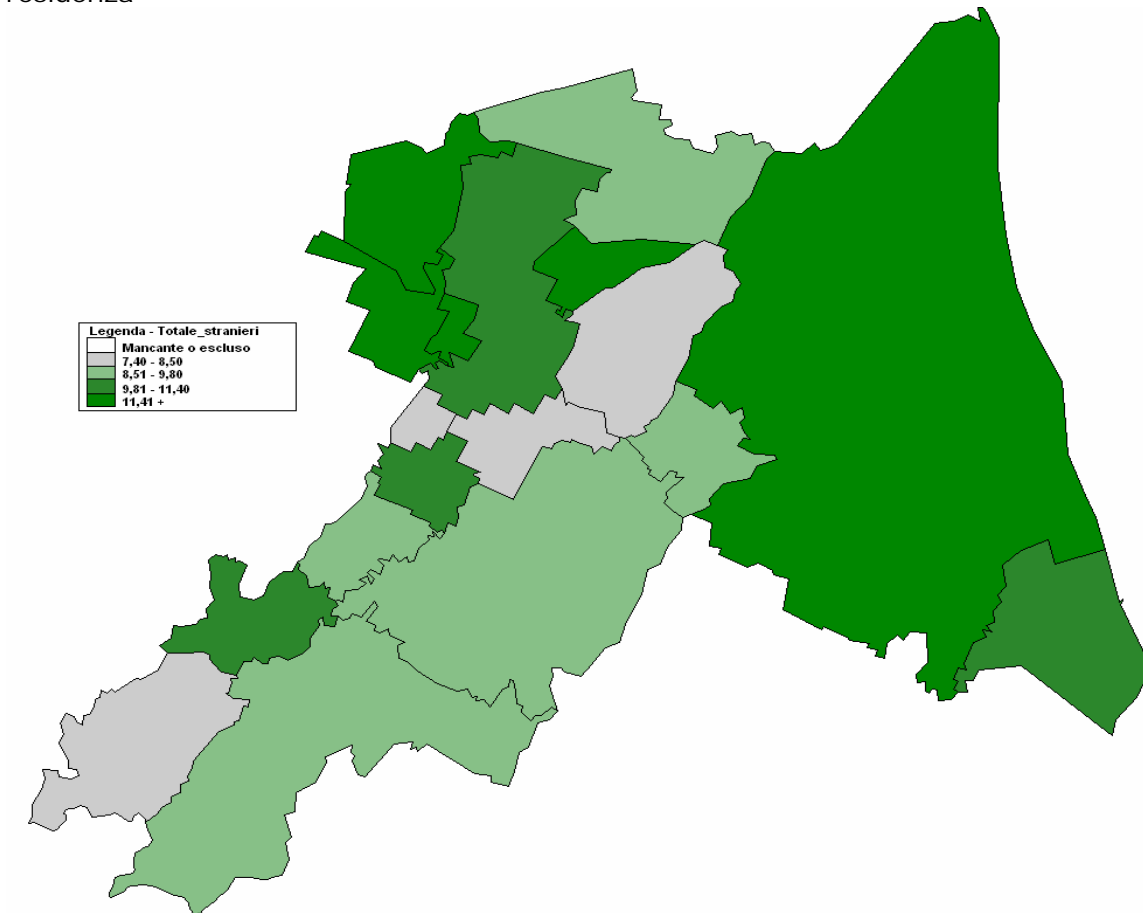 residenza
Legenda - Totale_stranieri
Mancante o escluso
7,40 - 8,50
8,51 - 9,80
9,81 - 11,40
11,41 +